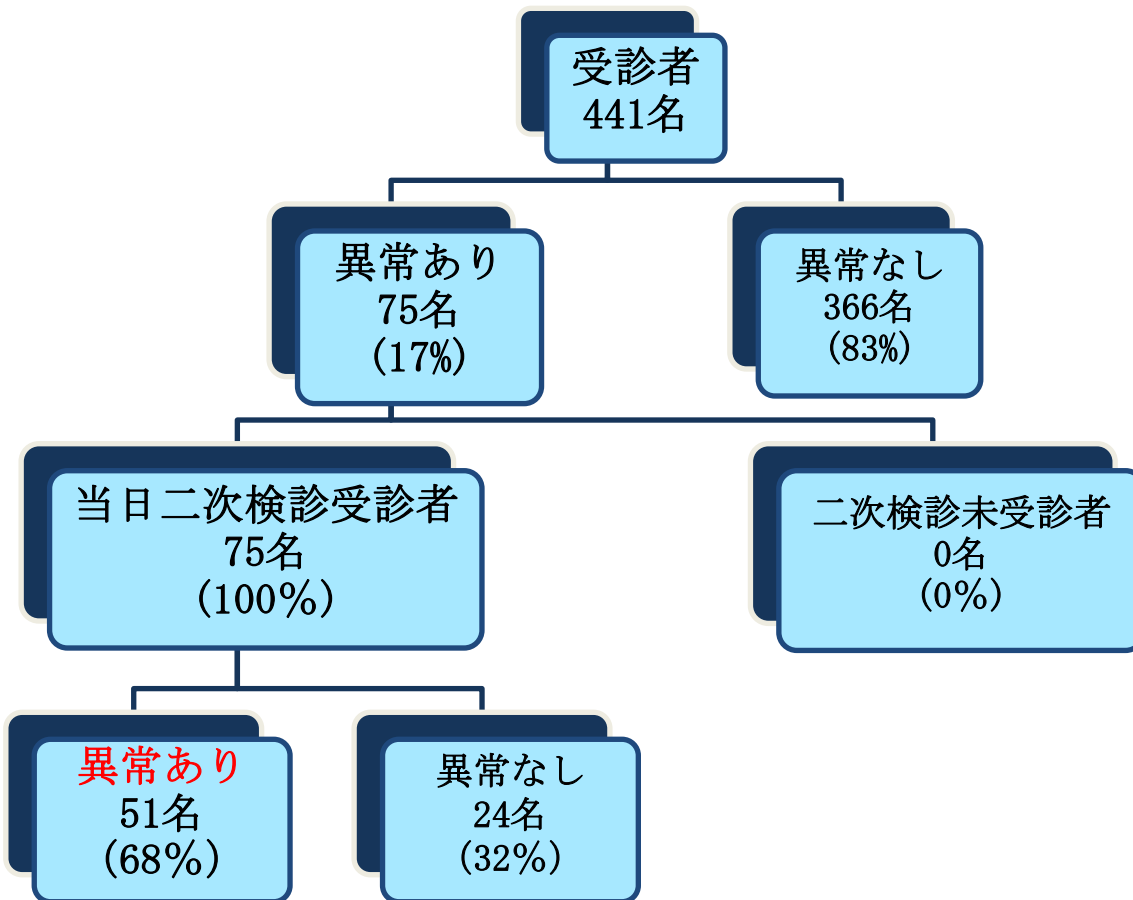 受診者
441名
異常あり
75名
(17%)
異常なし
366名
(83%)
当日二次検診受診者
75名
(100%)
二次検診未受診者
0名
(0%)
異常あり
51名
(68%)
異常なし
24名
(32%)